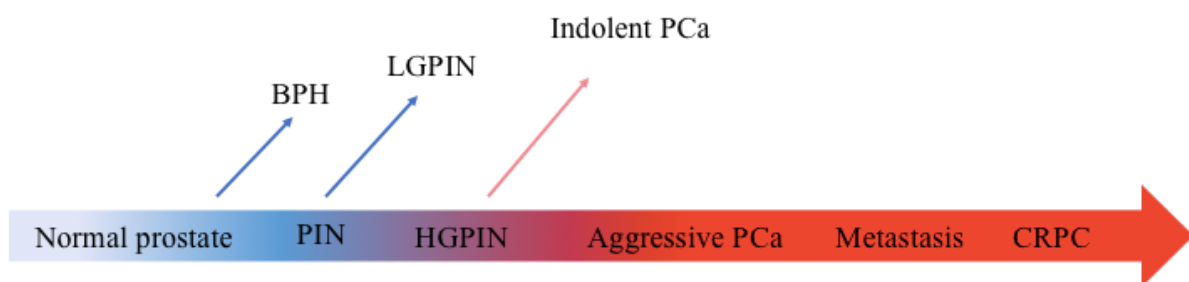 Indolent PCa
LGPIN
BPH
Normal prostate PIN HGPIN Aggressive PCa Metastasis CRPC